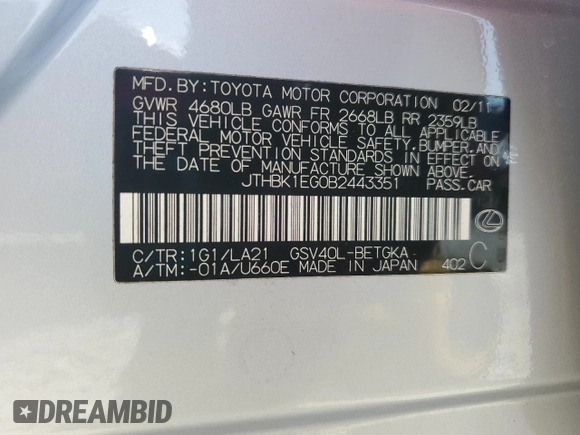 MFD.BY:TOYOTA MOTOR CORPORATION 02/11
GVWR 4680LB GAWR FR 2668LB RR 2359LB
THIS VEHICLE CONFORMS TO ALL APPLICABLE
FEDERAL MOTOR VEHICLE SAFETY,BUMPER,AND
THEFT PREVENTION STANDARDS IN EFFECT ON
THE DATE OF MANUFACTURE SHOWN ABOVE.
JTHBK1EG0B2443351 PASS.CAR
C/TR:1G1/LA21 GSV40L-BETGKA
A/TM:-01A/U660E MADE IN JAPAN 402 C
DREAMBID